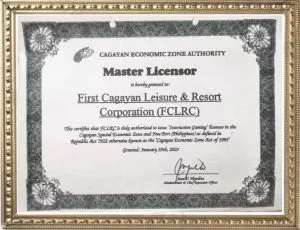 CAGAYAN ECONOMIC ZONE AUTHORITY
Master Licensor
is hereby granted to:
First Cagayan Leisure & Resort
Corporation (FCLRC)
This certifies that FCLRC is duly authorized to issue "Interactive Gaming" licenses in the
Cagayan Special Economic Zone and Free Port (Philippines) as defined in
Republic Act 7922 otherwise known as the "Cagayan Economic Zone Act of 1995"
Granted: January 29th, 2003
Administrator & Chief Executive Officer